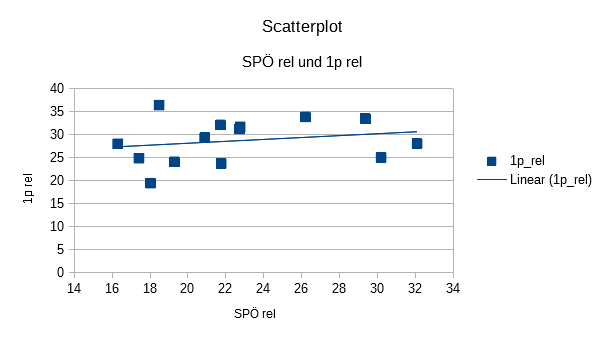 Scatterplot
SPÖ rel und 1p rel
40
35
30
25
20
15
10
5
0
14 16 18 20 22 24 26 28 30 32 34
1p rel
SPÖ rel
1p_rel
Linear (1p_rel)